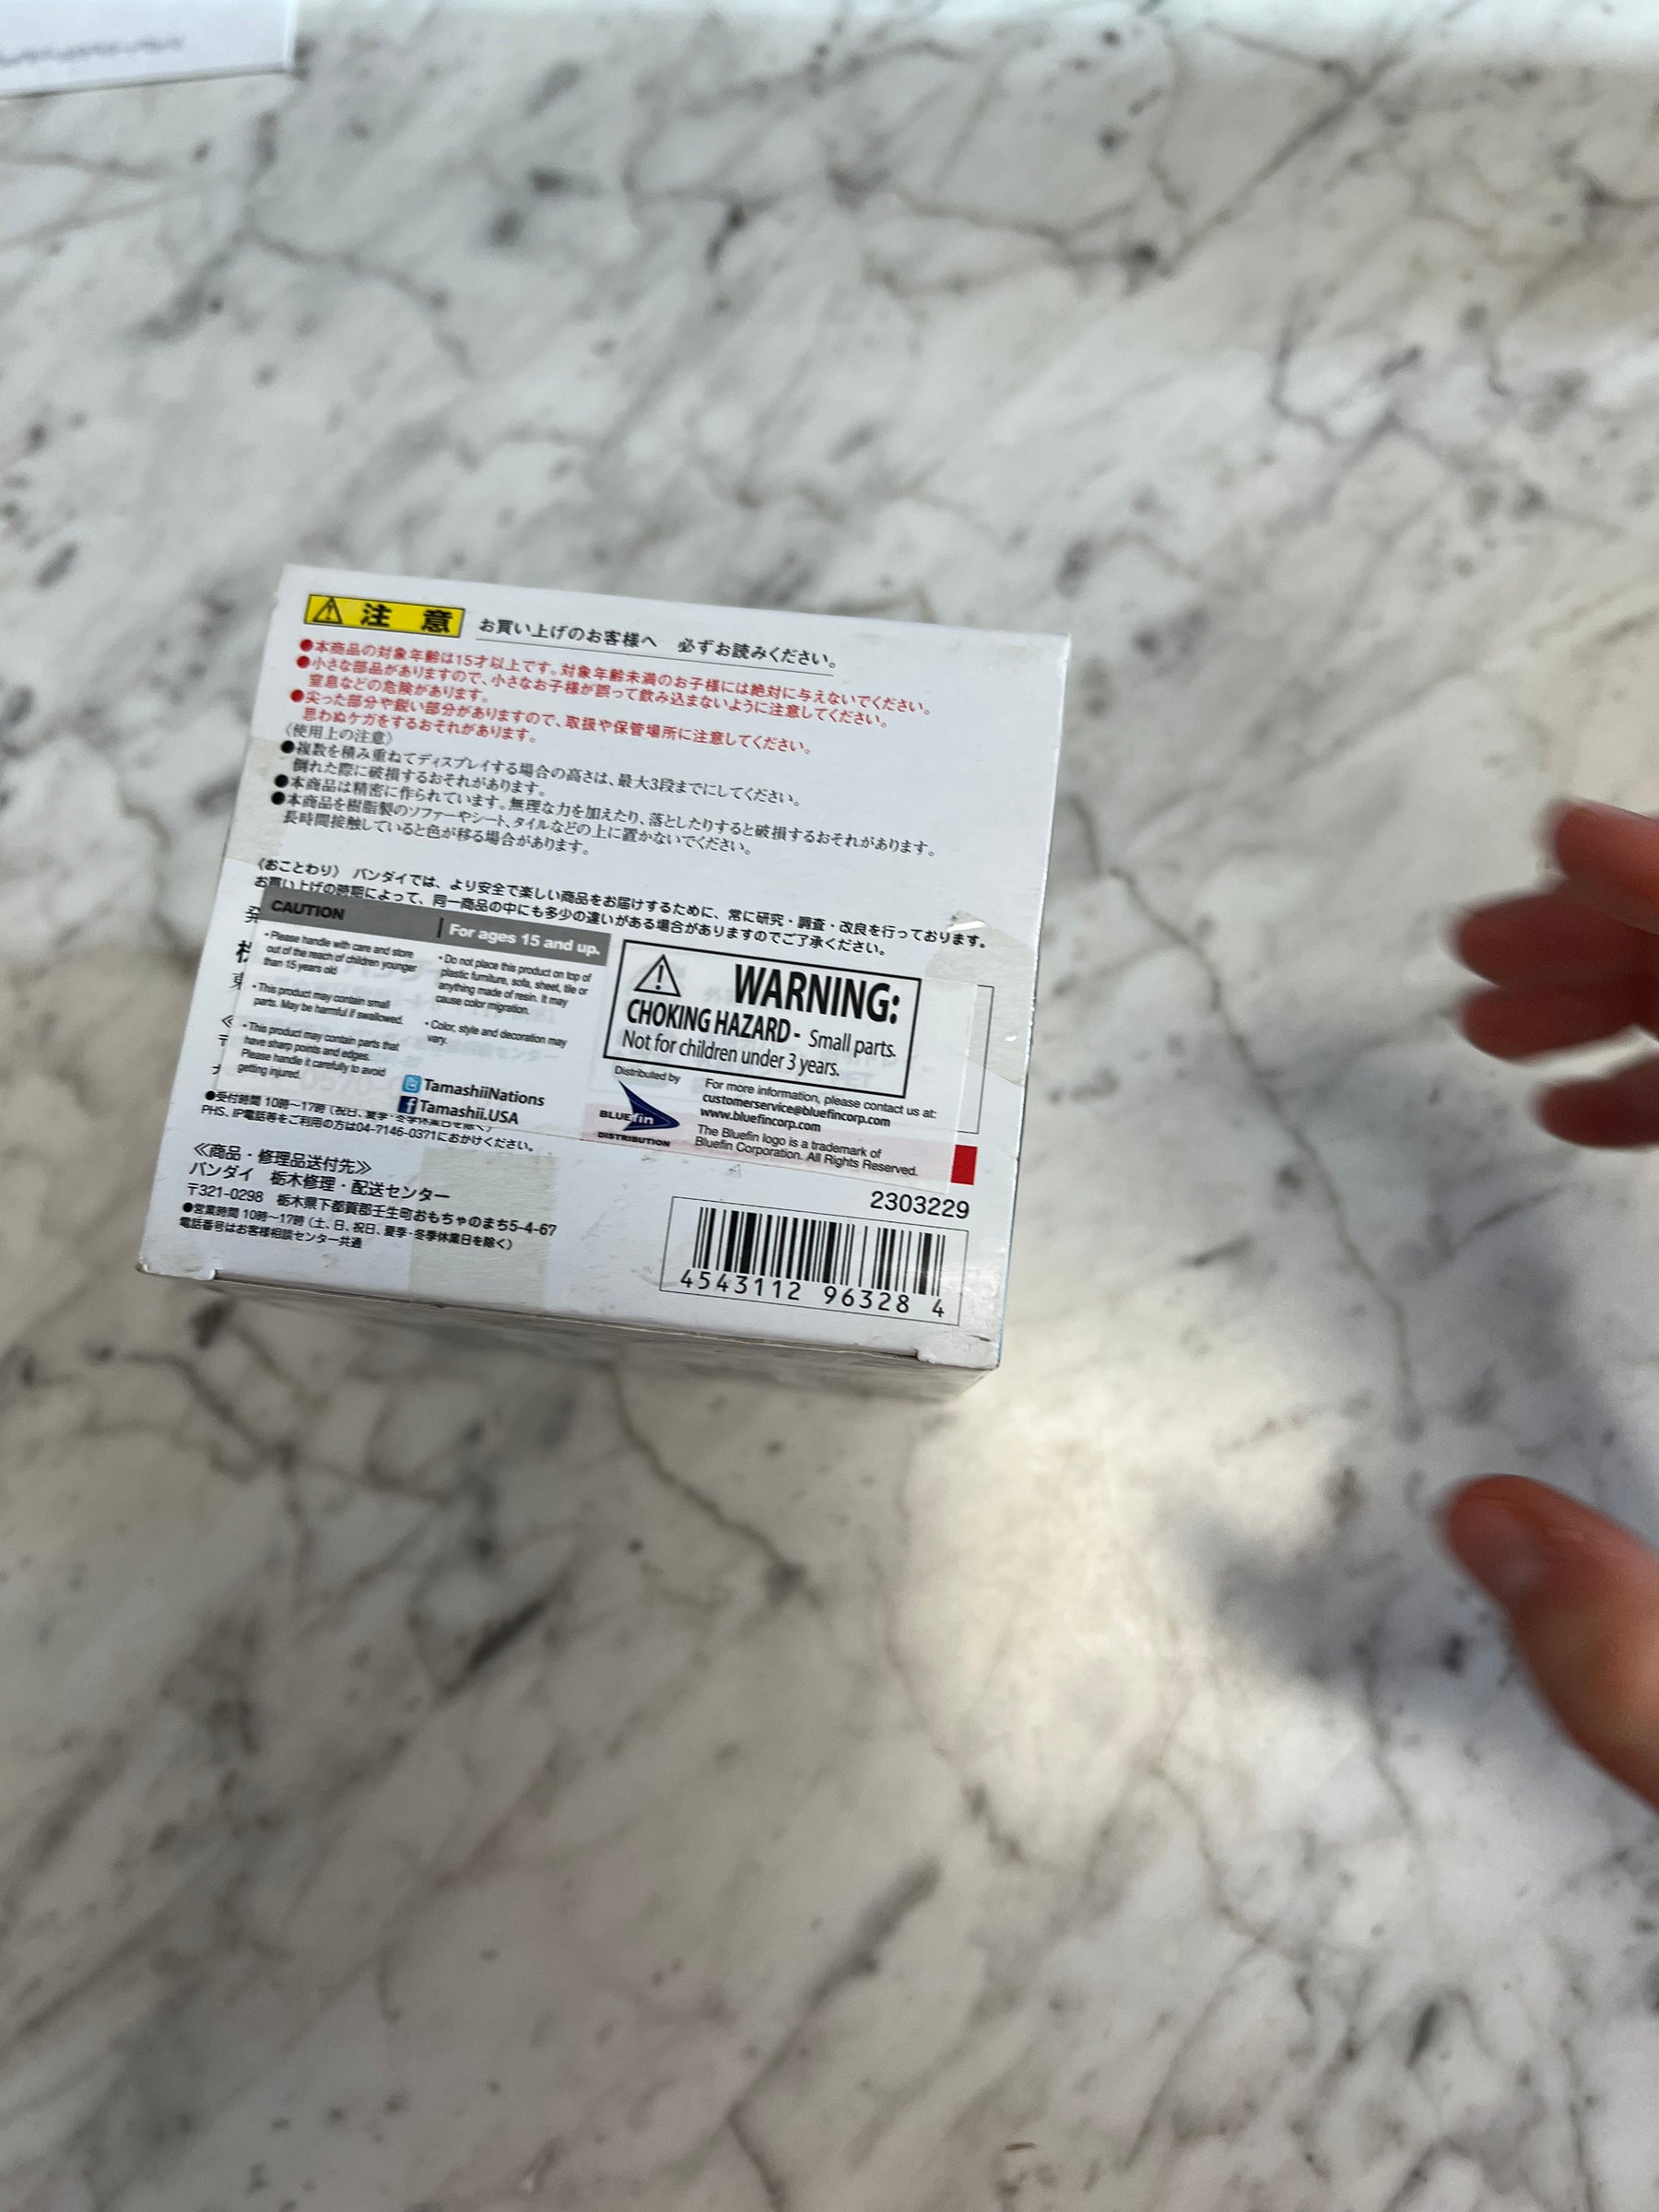 注意 お買い上げのお客様へ 必ずお読みください。
●本商品の対象年齢は15才以上です。対象年齢未満のお子様には絶対に与えないでください。
●小さな部品がありますので、小さなお子様が誤って飲み込まないように注意してください。
窒息などの危険があります。
●尖った部分や鋭い部分がありますので、取扱や保管場所に注意してください。
思わぬケガをするおそれがあります。
〈使用上の注意〉
●複数を積み重ねてディスプレイする場合の高さは、最大3段までにしてください。
倒れた際に破損するおそれがあります。
●本商品は精密に作られています。無理な力を加えたり、落としたりすると破損するおそれがあります。
●本商品を樹脂製のソファーやシート、タイルなどの上に置かないでください。
長時間接触していると色が移る場合があります。
〈おことわり〉 バンダイでは、より安全で楽しい商品をお届けするために、常に研究・調査・改良を行っております。
お買い上げの時期によって、同一商品の中にも多少の違いがある場合がありますのでご了承ください。
CAUTION
For ages 15 and up.
• Please handle with care and store
out of the reach of children younger
than 15 years old
• This product may contain small
parts. May be harmful if swallowed.
• This product may contain parts that
have sharp points and edges.
Please handle it carefully to avoid
getting injured.
• Do not place this product on top of
plastic furniture, sofa, sheet, tile or
anything made of resin. It may
cause color migration.
• Color, style and decoration may
vary.
TamashiiNations
Tamashii.USA
WARNING:
CHOKING HAZARD - Small parts.
Not for children under 3 years.
Distributed by
BLUEfin
DISTRIBUTION
For more information, please contact us at:
customerservice@bluefincorp.com
www.bluefincorp.com
The Bluefin logo is a trademark of
Bluefin Corporation. All Rights Reserved.
●受付時間 10時〜17時(祝日、夏季・冬季休業日を除く)
PHS、IP電話等をご利用の方は04-7146-0371におかけください。
≪商品・修理品送付先≫
バンダイ 栃木修理・配送センター
〒321-0298 栃木県下都賀郡壬生町おもちゃのまち5-4-67
●営業時間 10時〜17時(土、日、祝日、夏季・冬季休業日を除く)
電話番号はお客様相談センター共通
2303229
4543112 96328 4